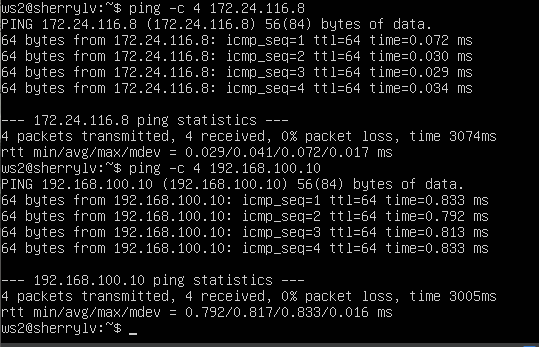 ws2@sherrylv:~$ ping -c 4 172.24.116.8
PING 172.24.116.8 (172.24.116.8) 56(84) bytes of data.
64 bytes from 172.24.116.8: icmp_seq=1 ttl=64 time=0.072 ms
64 bytes from 172.24.116.8: icmp_seq=2 ttl=64 time=0.030 ms
64 bytes from 172.24.116.8: icmp_seq=3 ttl=64 time=0.029 ms
64 bytes from 172.24.116.8: icmp_seq=4 ttl=64 time=0.034 ms
--- 172.24.116.8 ping statistics ---
4 packets transmitted, 4 received, 0% packet loss, time 3074ms
rtt min/avg/max/mdev = 0.029/0.041/0.072/0.017 ms
ws2@sherrylv:~$ ping -c 4 192.168.100.10
PING 192.168.100.10 (192.168.100.10) 56(84) bytes of data.
64 bytes from 192.168.100.10: icmp_seq=1 ttl=64 time=0.833 ms
64 bytes from 192.168.100.10: icmp_seq=2 ttl=64 time=0.792 ms
64 bytes from 192.168.100.10: icmp_seq=3 ttl=64 time=0.813 ms
64 bytes from 192.168.100.10: icmp_seq=4 ttl=64 time=0.833 ms
--- 192.168.100.10 ping statistics ---
4 packets transmitted, 4 received, 0% packet loss, time 3005ms
rtt min/avg/max/mdev = 0.792/0.817/0.833/0.016 ms
ws2@sherrylv:~$ _